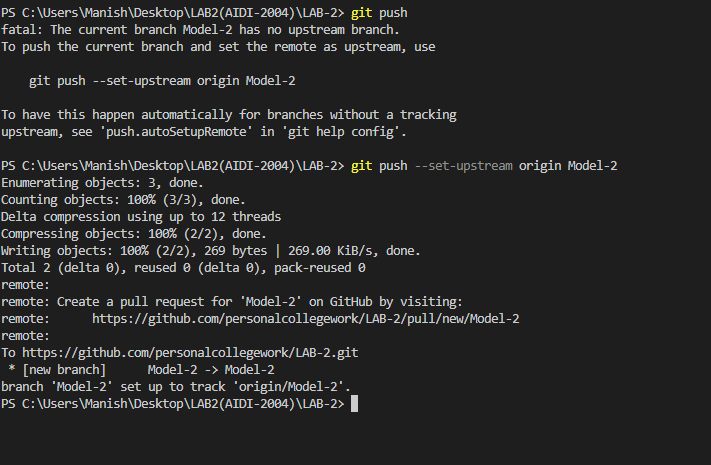 PS C:\Users\Manish\Desktop\LAB2(AIDI-2004)\LAB-2> git push
fatal: The current branch Model-2 has no upstream branch.
To push the current branch and set the remote as upstream, use
    git push --set-upstream origin Model-2
To have this happen automatically for branches without a tracking
upstream, see 'push.autoSetupRemote' in 'git help config'.
PS C:\Users\Manish\Desktop\LAB2(AIDI-2004)\LAB-2> git push --set-upstream origin Model-2
Enumerating objects: 3, done.
Counting objects: 100% (3/3), done.
Delta compression using up to 12 threads
Compressing objects: 100% (2/2), done.
Writing objects: 100% (2/2), 269 bytes | 269.00 KiB/s, done.
Total 2 (delta 0), reused 0 (delta 0), pack-reused 0
remote:
remote: Create a pull request for 'Model-2' on GitHub by visiting:
remote:      https://github.com/personalcollegework/LAB-2/pull/new/Model-2
remote:
To https://github.com/personalcollegework/LAB-2.git
 * [new branch]      Model-2 -> Model-2
branch 'Model-2' set up to track 'origin/Model-2'.
PS C:\Users\Manish\Desktop\LAB2(AIDI-2004)\LAB-2>